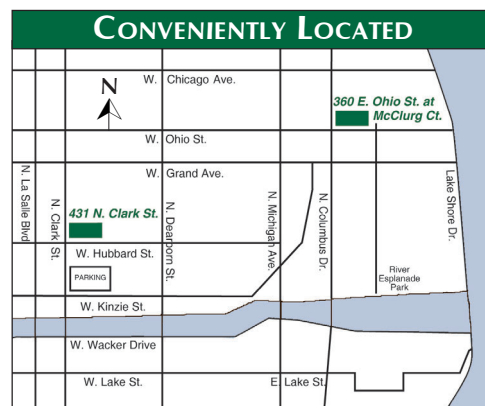 CONVENIENTLY LOCATED
W. Chicago Ave.
N
360 E. Ohio St. at
McClurg Ct.
W. Ohio St.
W. Grand Ave.
N. La Salle Blvd
N. Clark St.
431 N. Clark St.
N. Dearborn St.
N. Michigan Ave.
N. Columbus Dr.
Lake Shore Dr.
W. Hubbard St.
PARKING
River
Esplanade
Park
W. Kinzie St.
W. Wacker Drive
W. Lake St.
E. Lake St.